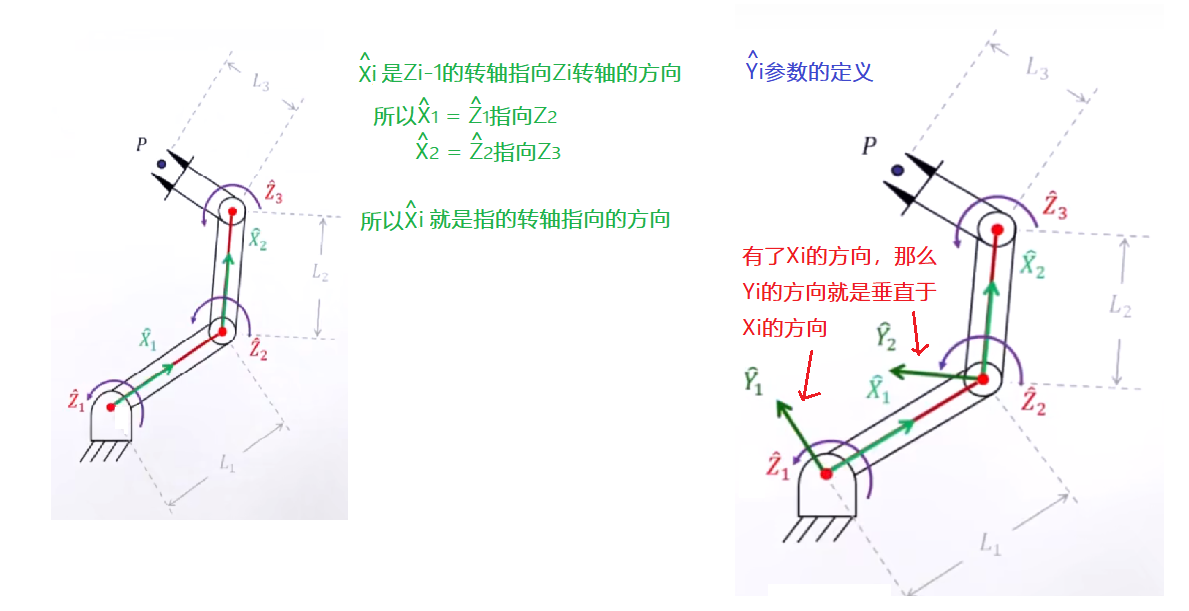 L₃
P
Ẑ₃
X̂₂
L₂
X̂₁
Ẑ₂
Ẑ₁
L₁
X̂i 是Zi-1的转轴指向Zi转轴的方向
所以X̂1 = Ẑ1指向Z2
X̂2 = Ẑ2指向Z3
所以X̂i 就是指的转轴指向的方向
Ŷi参数的定义
L₃
P
Ẑ₃
有了Xi的方向，那么
Yi的方向就是垂直于
Xi的方向
X̂₂
L₂
Ŷ₂
Ŷ₁
X̂₁
Ẑ₂
Ẑ₁
L₁